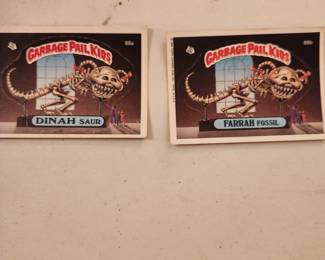 GARBAGE PAIL KIDS
DINAH SAUR
GARBAGE PAIL KIDS
FARRAH FOSSIL